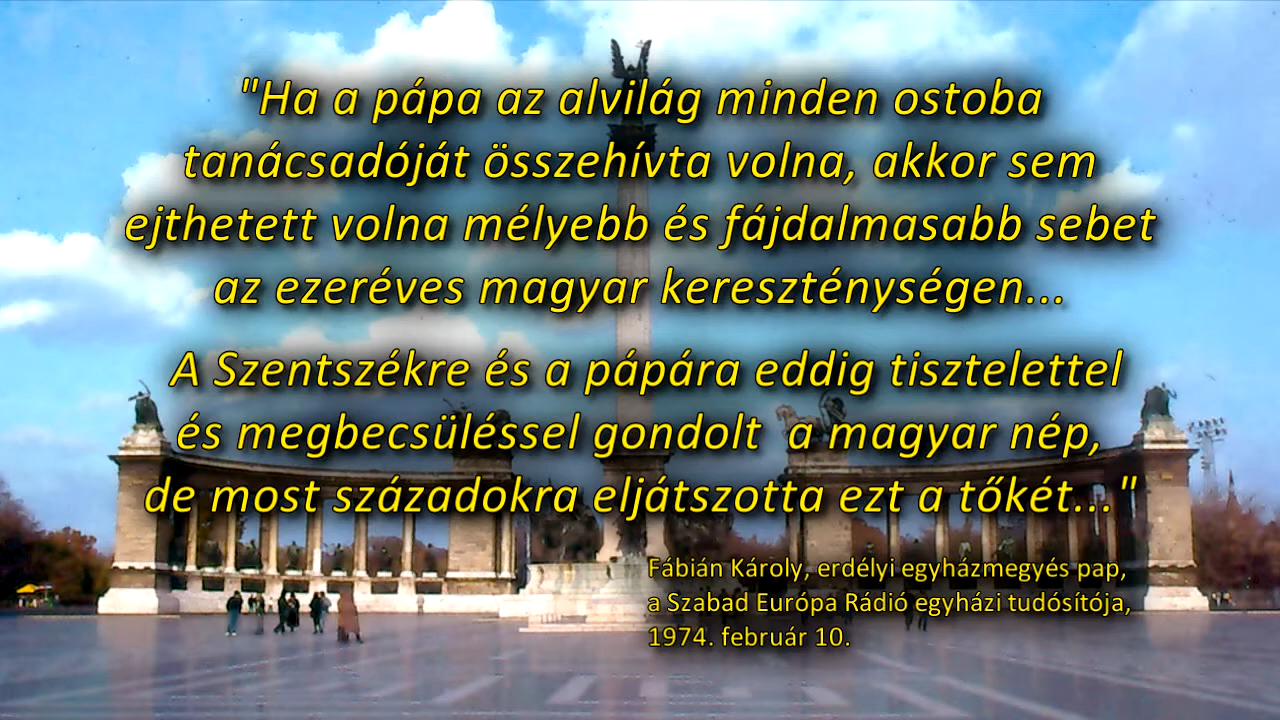 "Ha a pápa az alvilág minden ostoba
tanácsadóját összehívta volna, akkor sem
ejthetett volna mélyebb és fájdalmasabb sebet
az ezeréves magyar kereszténységen...
A Szentszékre és a pápára eddig tisztelettel
és megbecsüléssel gondolt a magyar nép,
de most századokra eljátszotta ezt a tőkét..."
Fábián Károly, erdélyi egyházmegyés pap,
a Szabad Európa Rádió egyházi tudósítója,
1974. február 10.